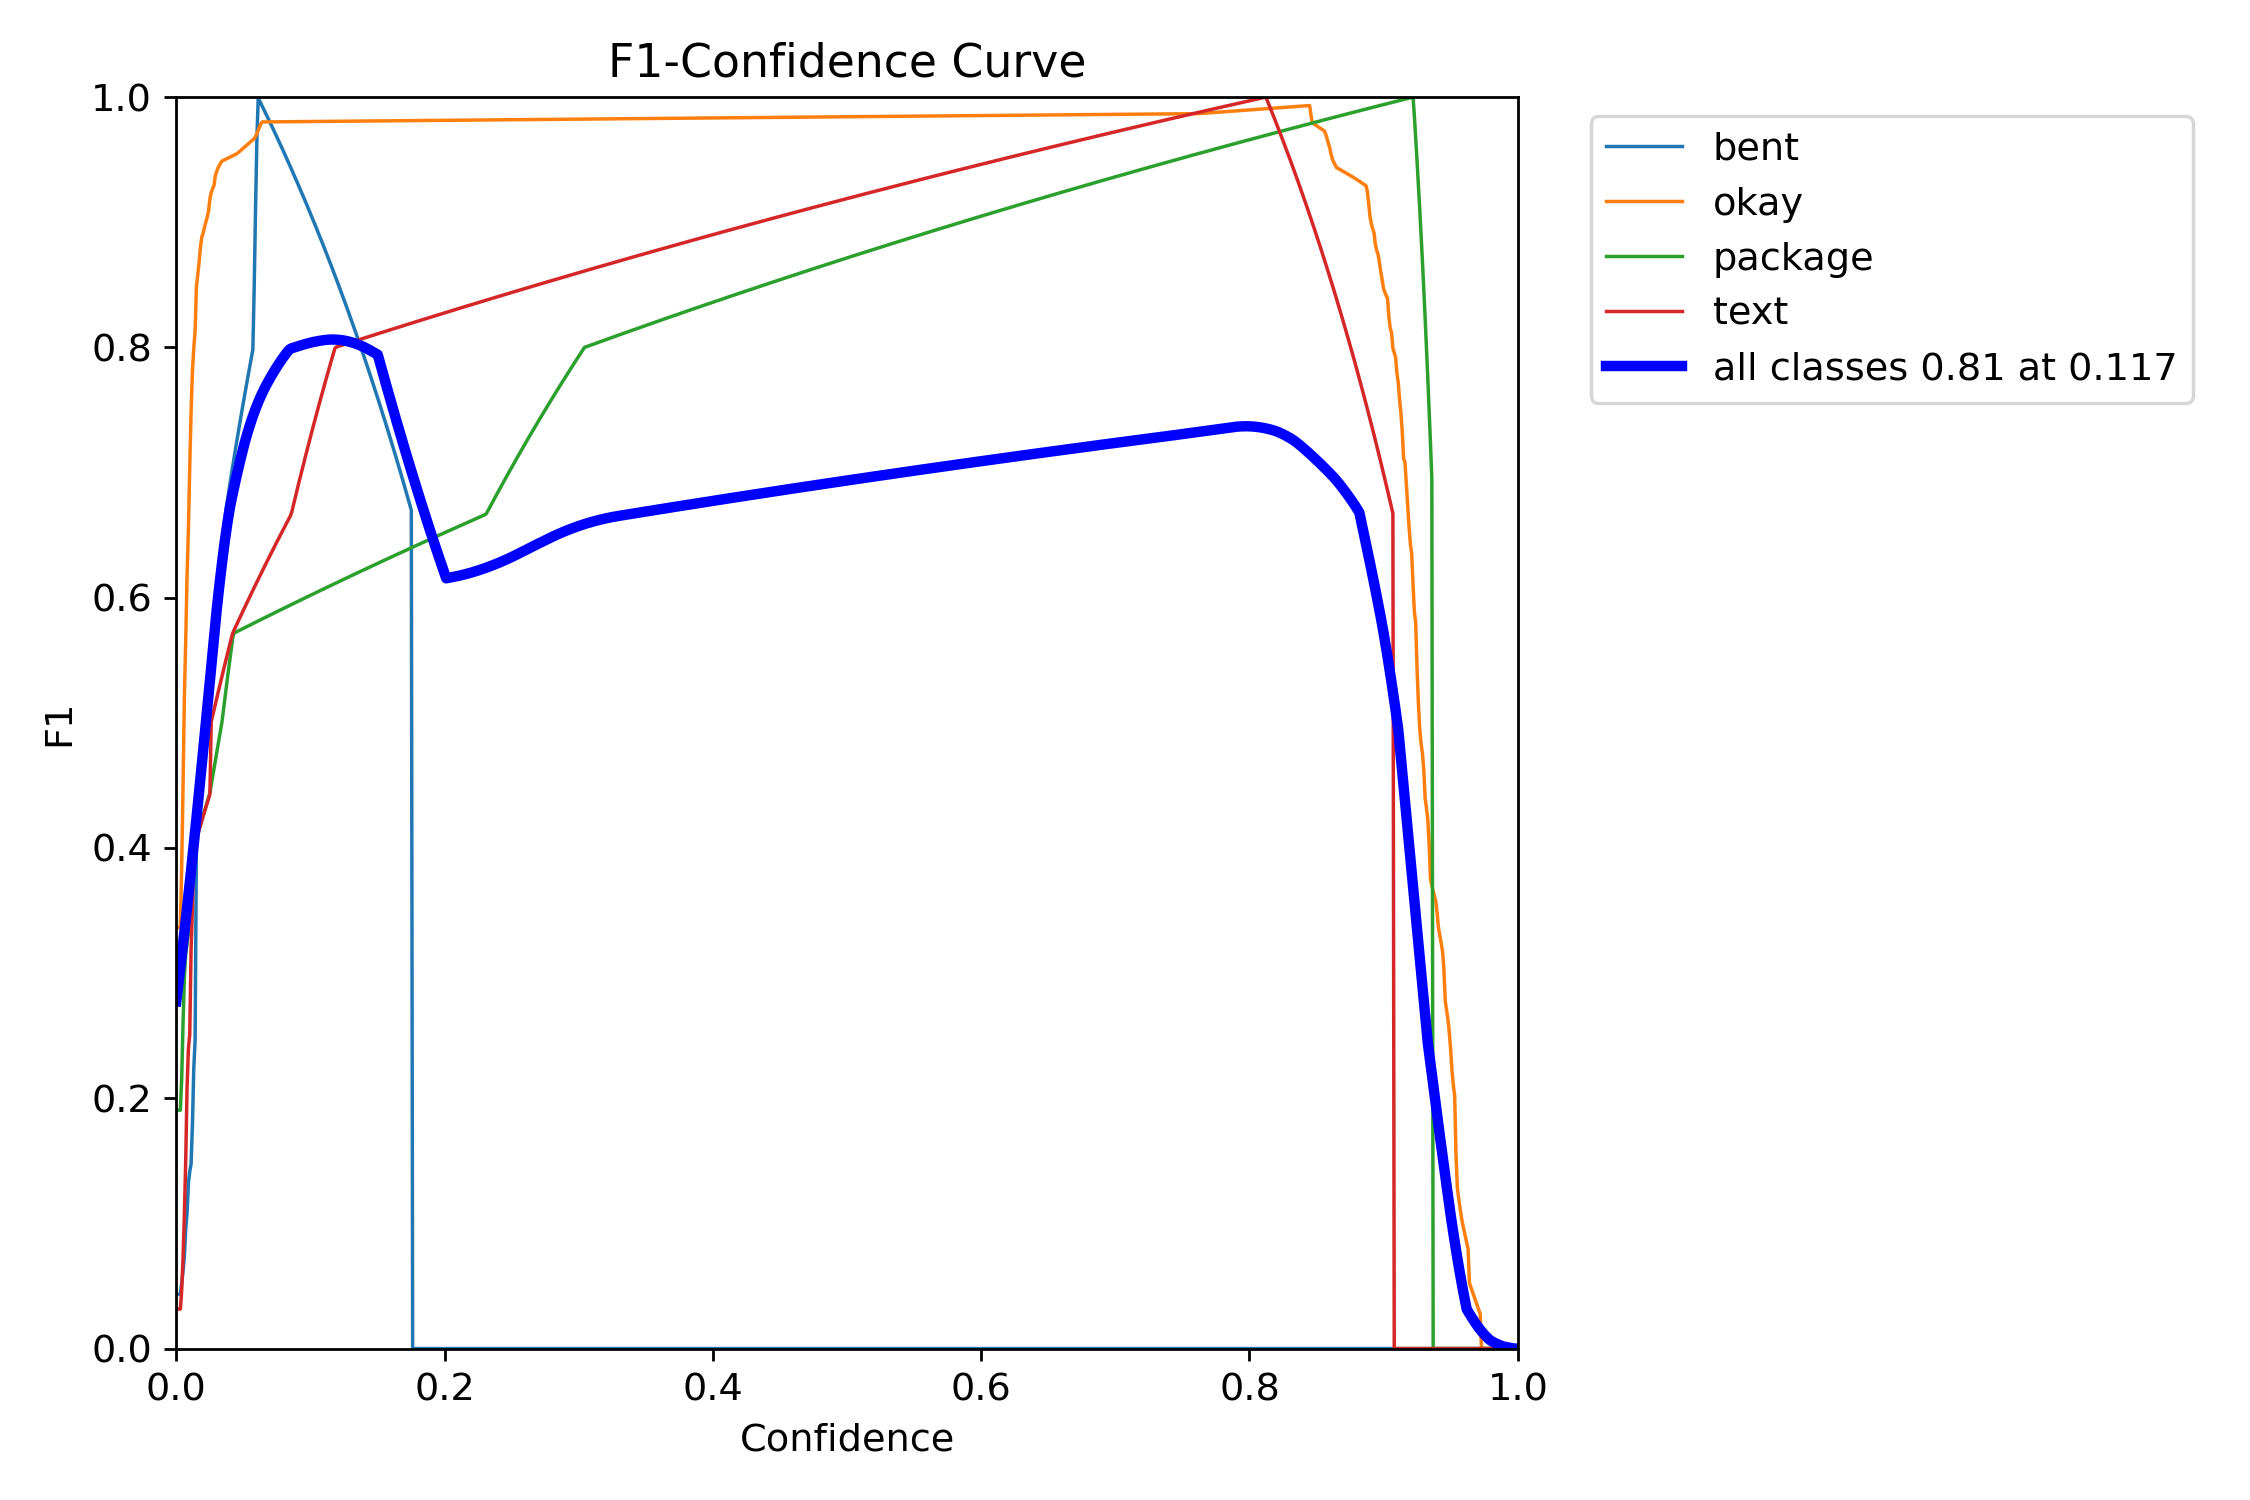 F1-Confidence Curve
1.0
0.8
0.6
0.4
0.2
0.0
F1
0.0 0.2 0.4 0.6 0.8 1.0
Confidence
bent
okay
package
text
all classes 0.81 at 0.117